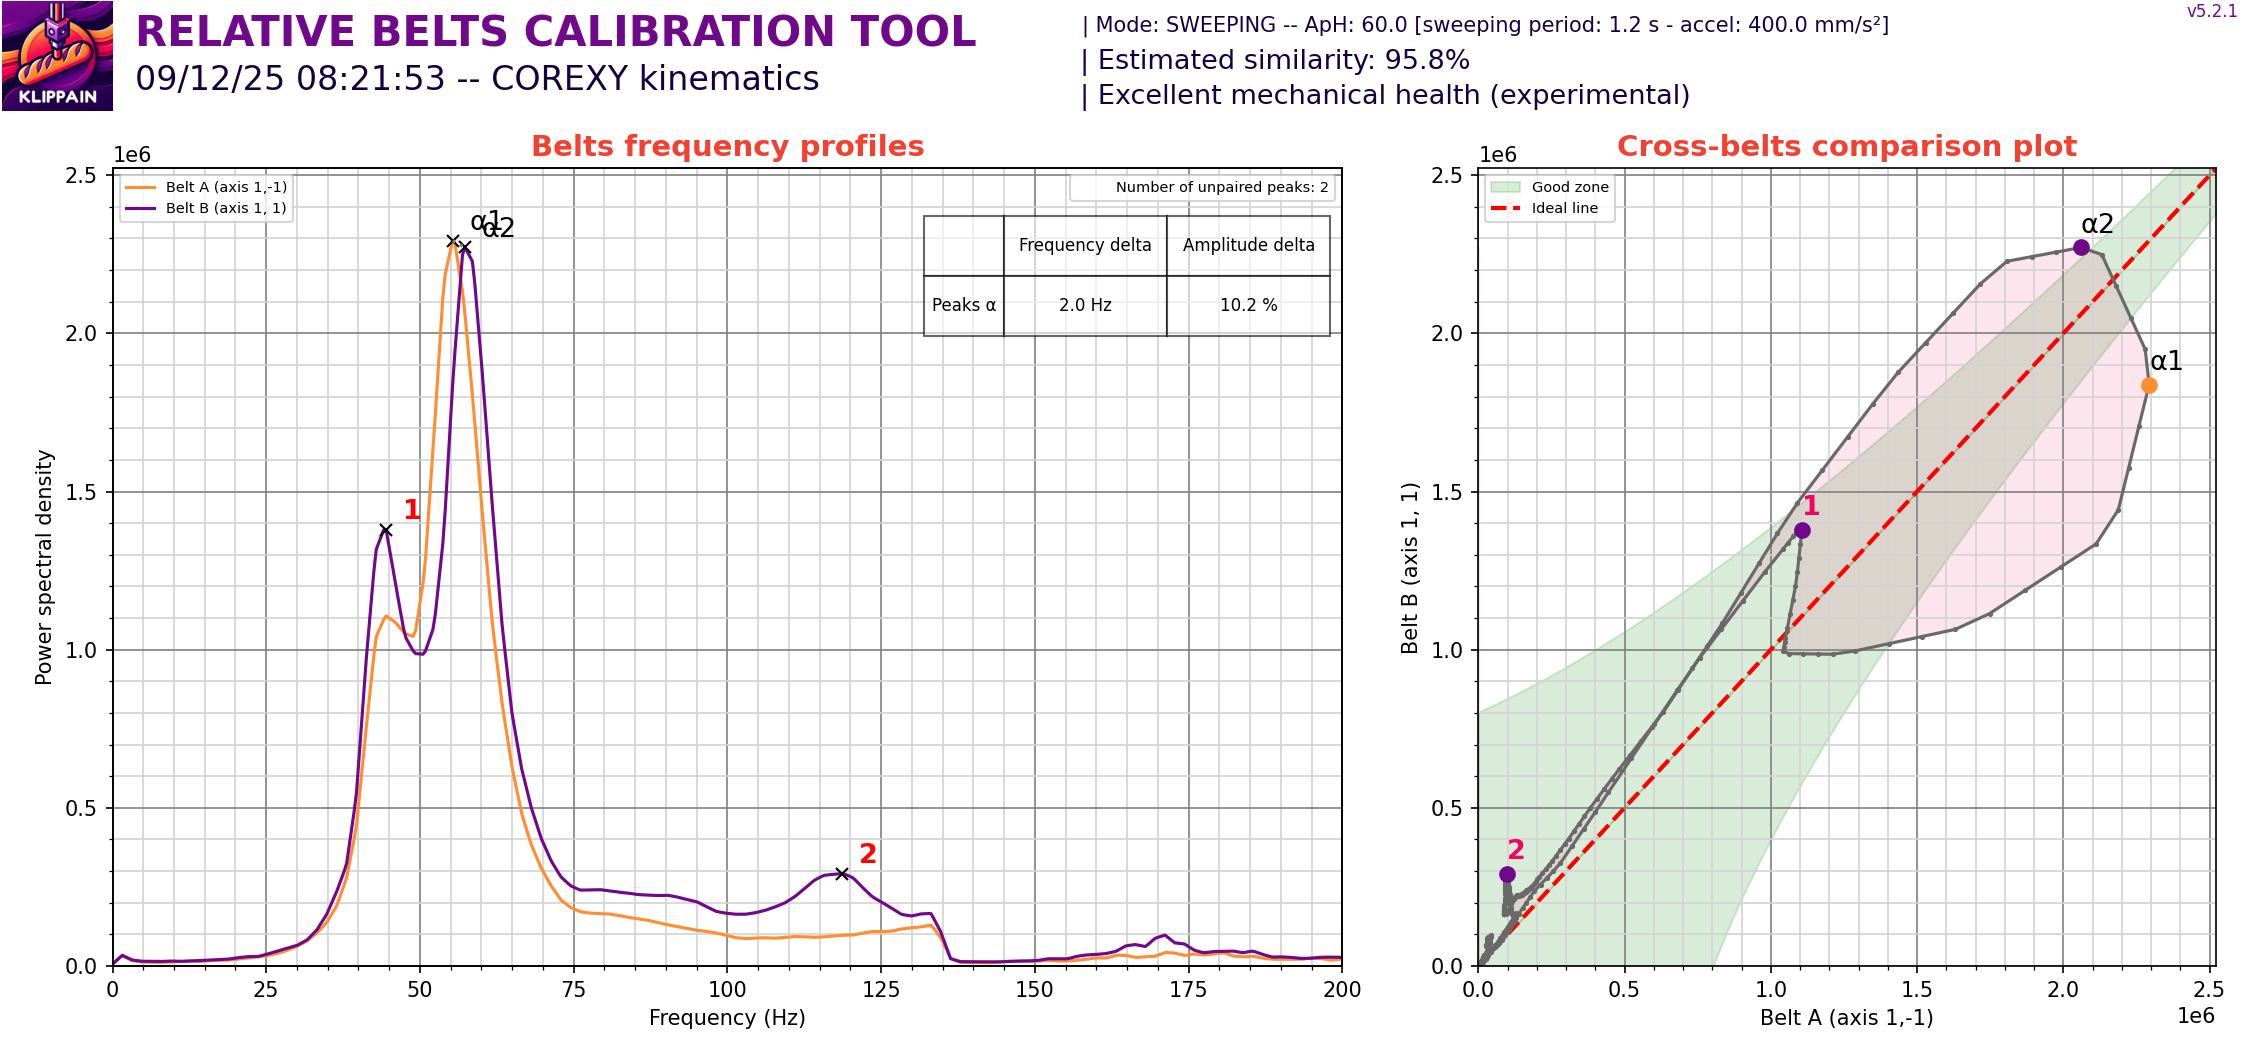 KLIPPAIN
RELATIVE BELTS CALIBRATION TOOL
09/12/25 08:21:53 -- COREXY kinematics
| Mode: SWEEPING -- ApH: 60.0 [sweeping period: 1.2 s - accel: 400.0 mm/s²]
| Estimated similarity: 95.8%
| Excellent mechanical health (experimental)
v5.2.1
Belts frequency profiles
1e6
Belt A (axis 1,-1)
Belt B (axis 1, 1)
Number of unpaired peaks: 2
Frequency delta Amplitude delta
Peaks α 2.0 Hz 10.2 %
α1
α2
1
2
2.5
2.0
1.5
1.0
0.5
0.0
Power spectral density
0 25 50 75 100 125 150 175 200
Frequency (Hz)
Cross-belts comparison plot
1e6
Good zone
Ideal line
α2
α1
1
2
2.5
2.0
1.5
1.0
0.5
0.0
Belt B (axis 1, 1)
0.0 0.5 1.0 1.5 2.0 2.5
Belt A (axis 1,-1)
1e6